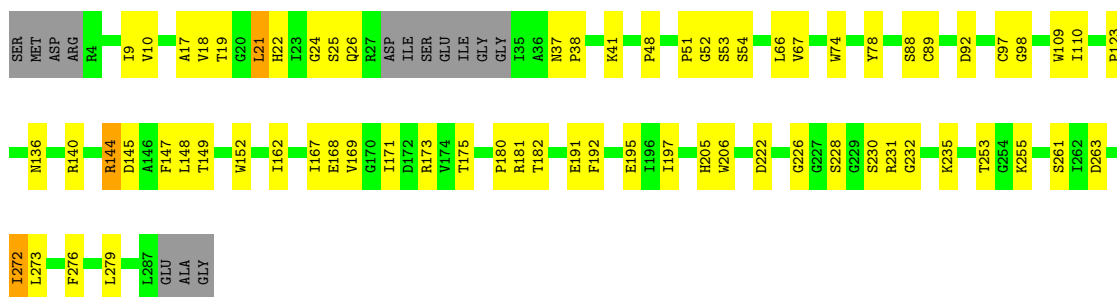 SER MET ASP ARG R4 I9 V10 A17 V18 T19 G20 L21 H22 I23 G24 S25 Q26 R27 ASP ILE SER GLU ILE GLY GLY I35 A36 N37 P38 K41 P48 P51 G52 S53 S54 L66 V67 W74 Y78 S88 C89 D92 C97 G98 W109 I110 P123
N136 R140 R144 D145 A146 F147 L148 T149 W152 I162 I167 E168 V169 G170 I171 D172 R173 V174 T175 P180 R181 T182 E191 F192 E195 I196 I197 H205 W206 D222 G226 G227 S228 G229 S230 R231 G232 K235 T253 G254 K255 S261 I262 D263
I272 L273 F276 L279 L287 GLU ALA GLY